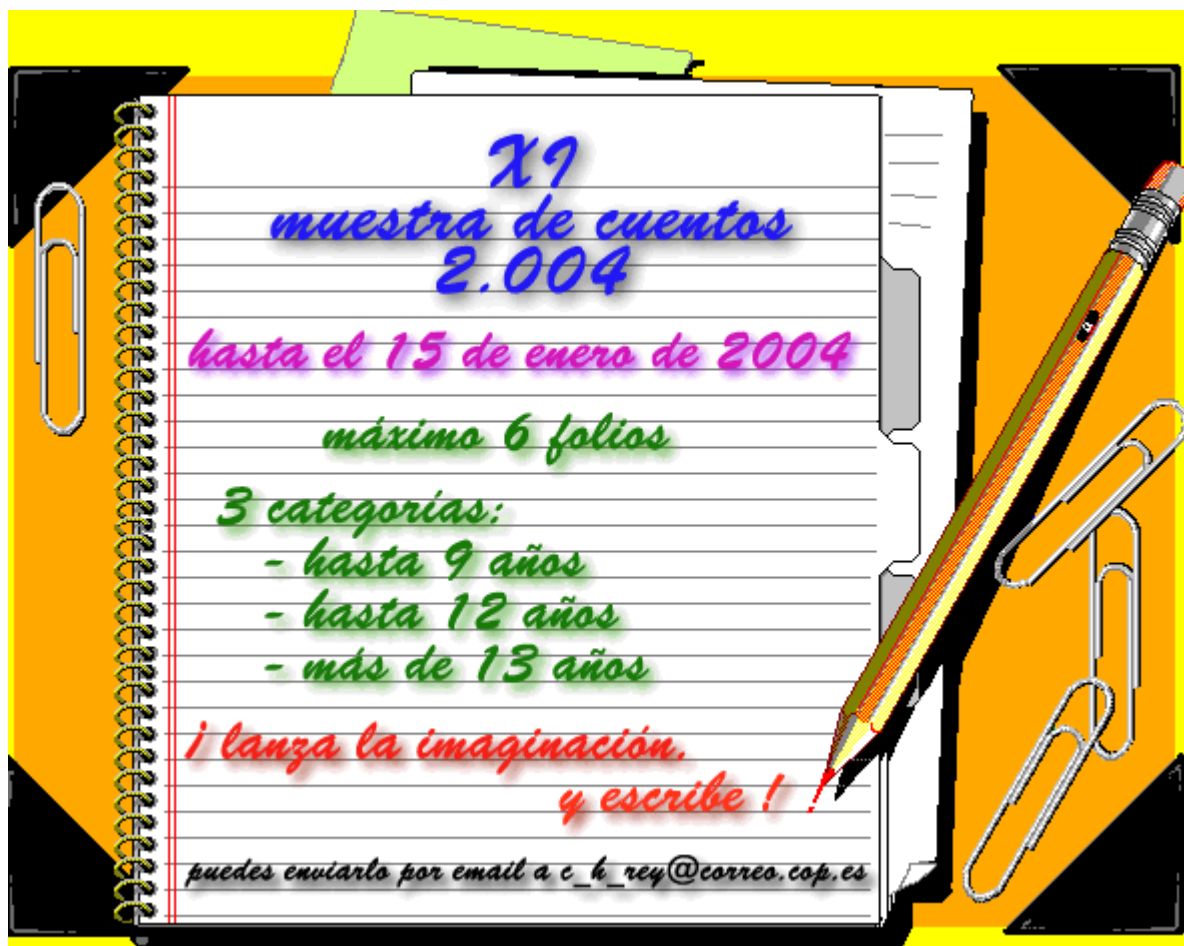 XI
muestra de cuentos
2.004
hasta el 15 de enero de 2004
máximo 6 folios
3 categorías:
- hasta 9 años
- hasta 12 años
- más de 13 años
¡ lanza la imaginación,
y escribe !
puedes enviarlo por email a c_h_rey@correo.cop.es